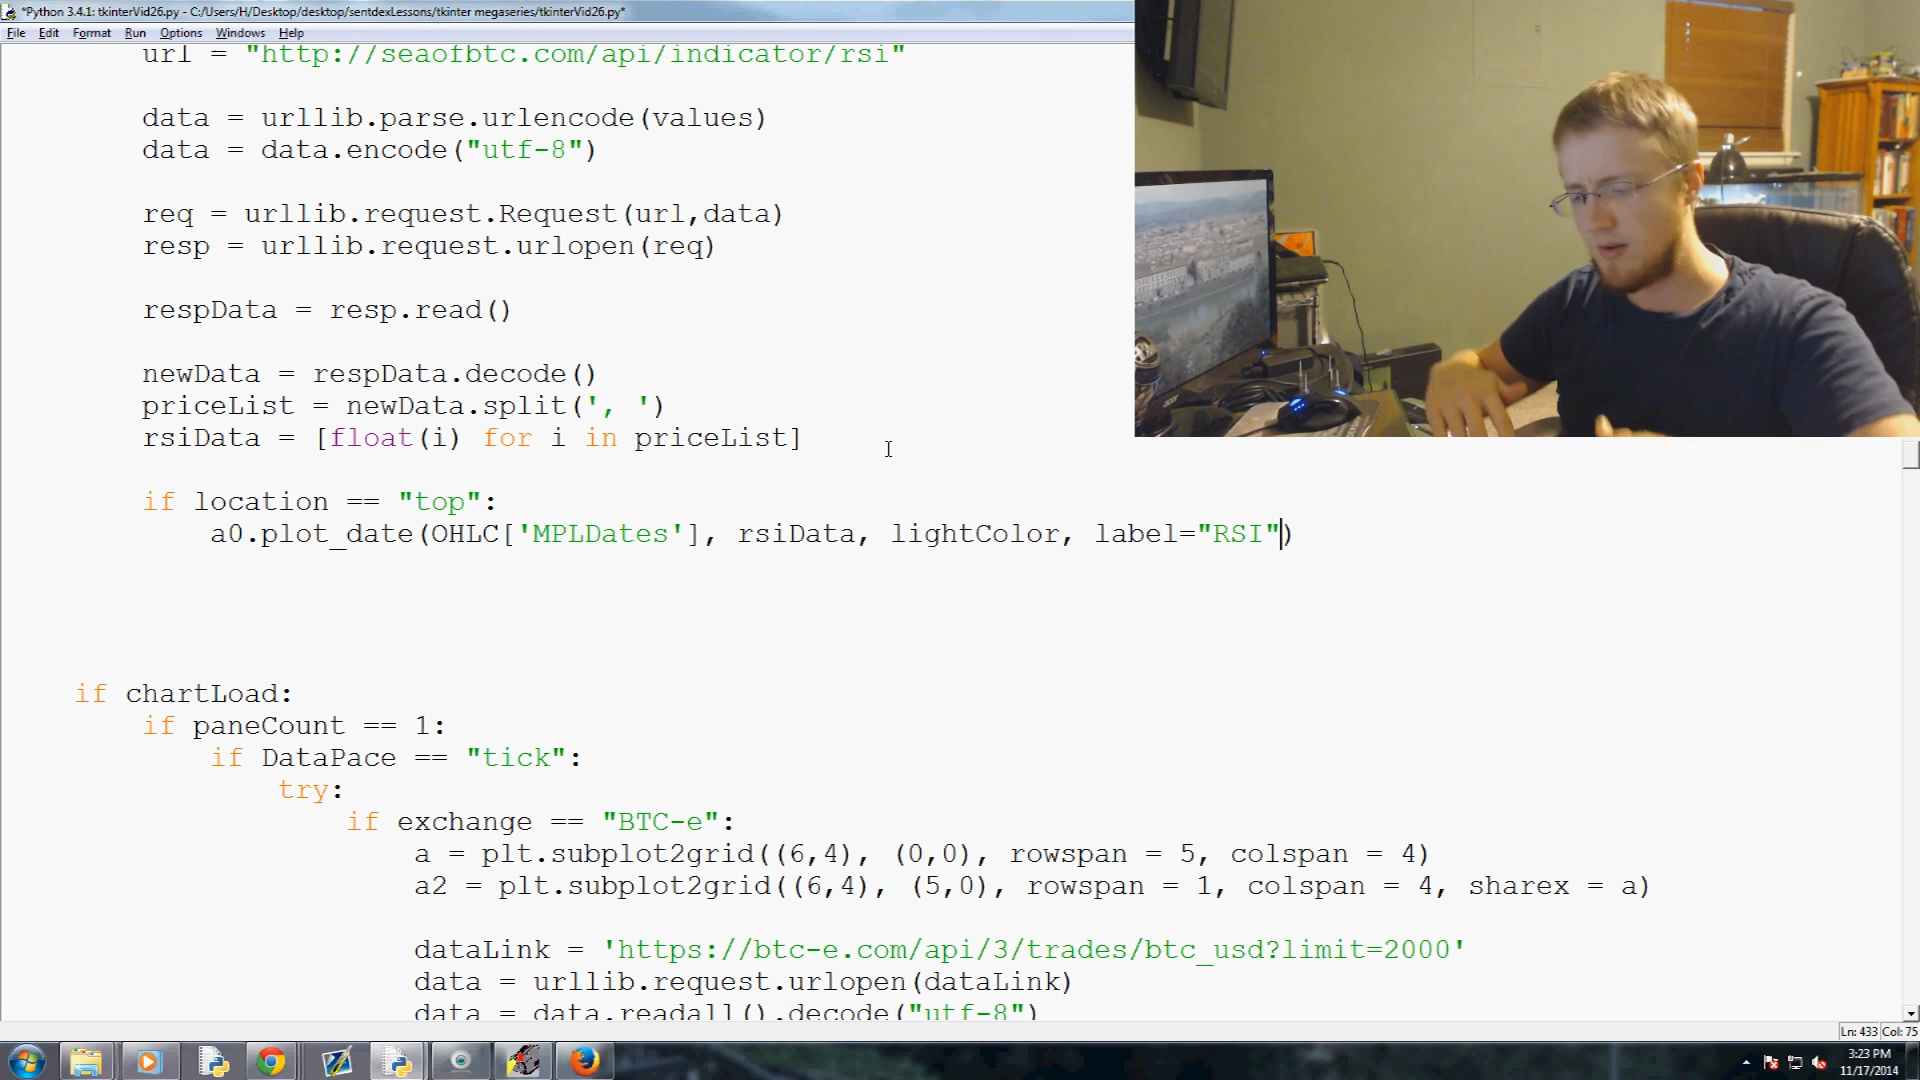 *Python 3.4.1: tkinterVid26.py - C:/Users/H/Desktop/desktop/sentdexLessons/tkinter megaseries/tkinterVid26.py*
File Edit Format Run Options Windows Help
url = "http://seaofbtc.com/api/indicator/rsi"
data = urllib.parse.urlencode(values)
data = data.encode("utf-8")
req = urllib.request.Request(url,data)
resp = urllib.request.urlopen(req)
respData = resp.read()
newData = respData.decode()
priceList = newData.split(', ')
rsiData = [float(i) for i in priceList]
if location == "top":
a0.plot_date(OHLC['MPLDates'], rsiData, lightColor, label="RSI")
if chartLoad:
if paneCount == 1:
if DataPace == "tick":
try:
if exchange == "BTC-e":
a = plt.subplot2grid((6,4), (0,0), rowspan = 5, colspan = 4)
a2 = plt.subplot2grid((6,4), (5,0), rowspan = 1, colspan = 4, sharex = a)
dataLink = 'https://btc-e.com/api/3/trades/btc_usd?limit=2000'
data = urllib.request.urlopen(dataLink)
data = data.readall().decode("utf-8")
Ln: 433 Col: 75
3:23 PM
11/17/2014